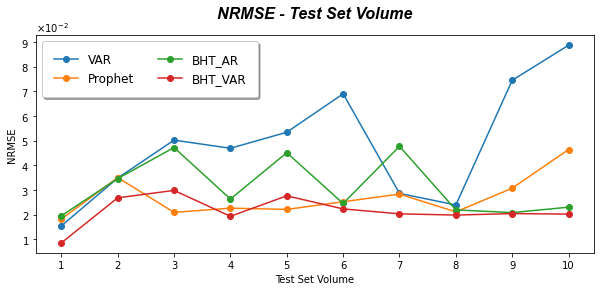 NRMSE - Test Set Volume
×10⁻²
VAR
Prophet
BHT_AR
BHT_VAR
NRMSE
9
8
7
6
5
4
3
2
1
1 2 3 4 5 6 7 8 9 10
Test Set Volume